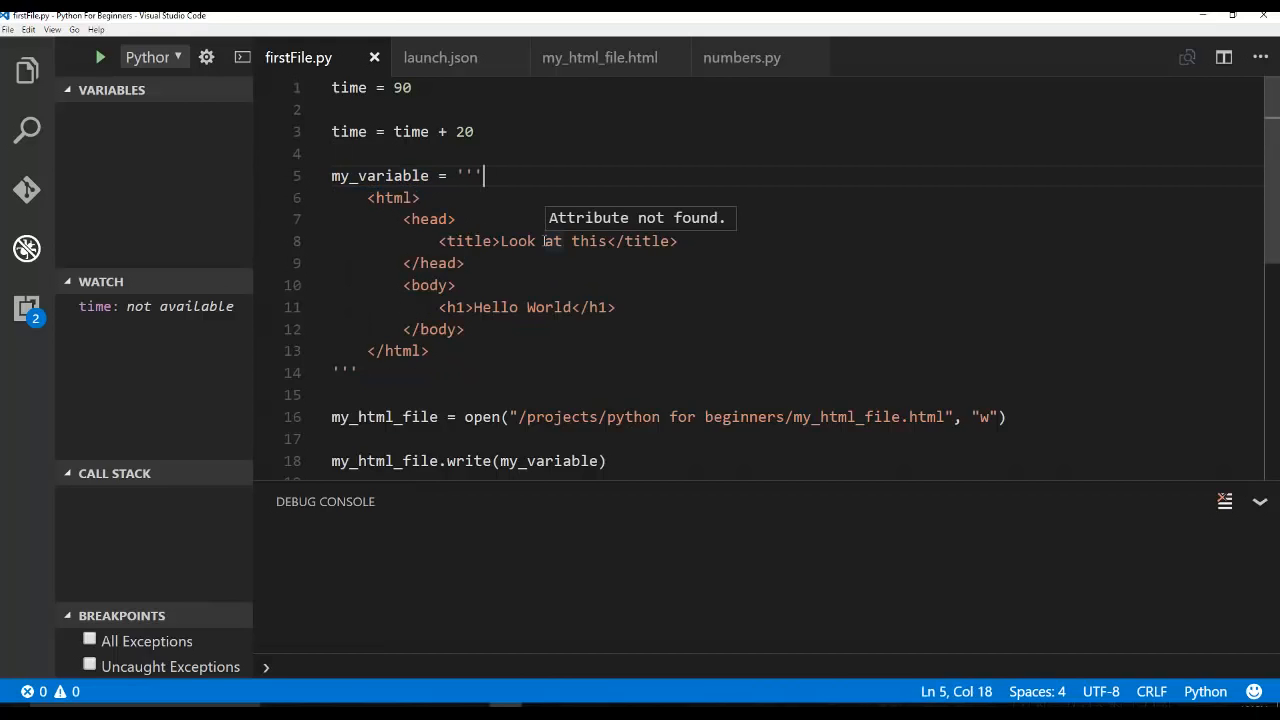 firstFile.py - Python For Beginners - Visual Studio Code
File Edit View Go Help
Python
firstFile.py
launch.json
my_html_file.html
numbers.py
VARIABLES
WATCH
time: not available
CALL STACK
BREAKPOINTS
All Exceptions
Uncaught Exceptions
1 time = 90
2
3 time = time + 20
4
5 my_variable = '''
6 <html>
7 <head>
Attribute not found.
8 <title>Look at this</title>
9 </head>
10 <body>
11 <h1>Hello World</h1>
12 </body>
13 </html>
14 '''
15
16 my_html_file = open("/projects/python for beginners/my_html_file.html", "w")
17
18 my_html_file.write(my_variable)
DEBUG CONSOLE
2
0 0 Ln 5, Col 18 Spaces: 4 UTF-8 CRLF Python